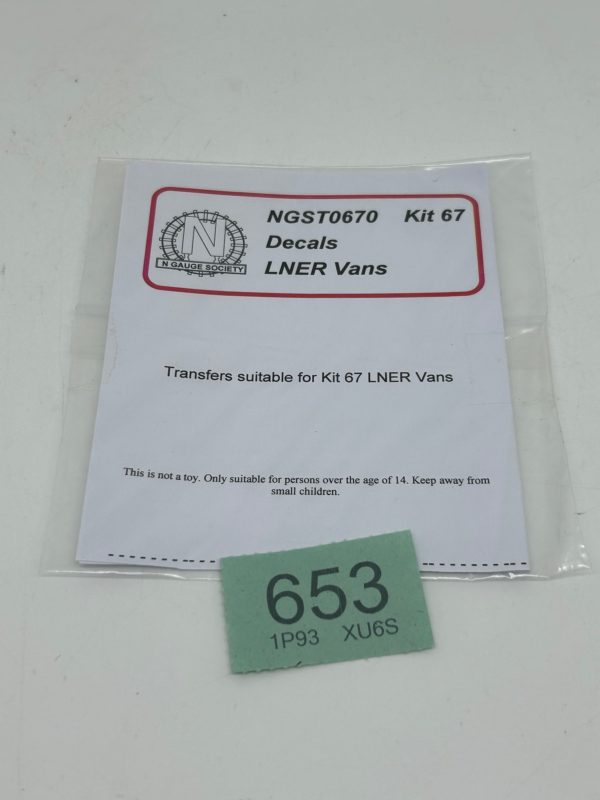 N
N GAUGE SOCIETY
NGST0670 Kit 67
Decals
LNER Vans
Transfers suitable for Kit 67 LNER Vans
This is not a toy. Only suitable for persons over the age of 14. Keep away from
small children.
653
1P93 XU6S